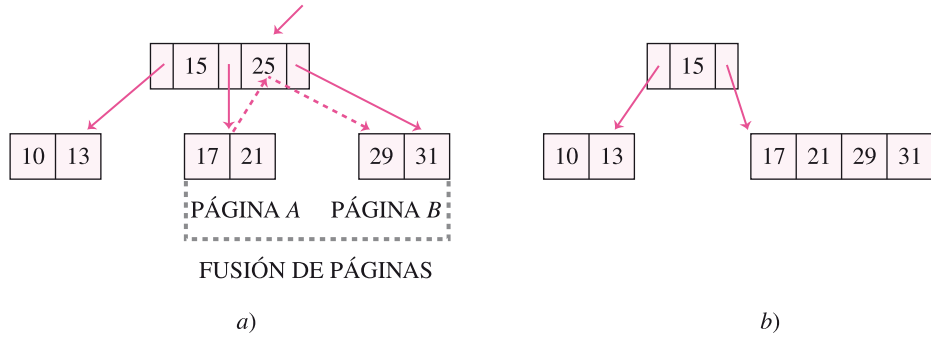 15 25 15
10 13 17 21 29 31 10 13 17 21 29 31
PÁGINA A PÁGINA B
FUSIÓN DE PÁGINAS
a) b)